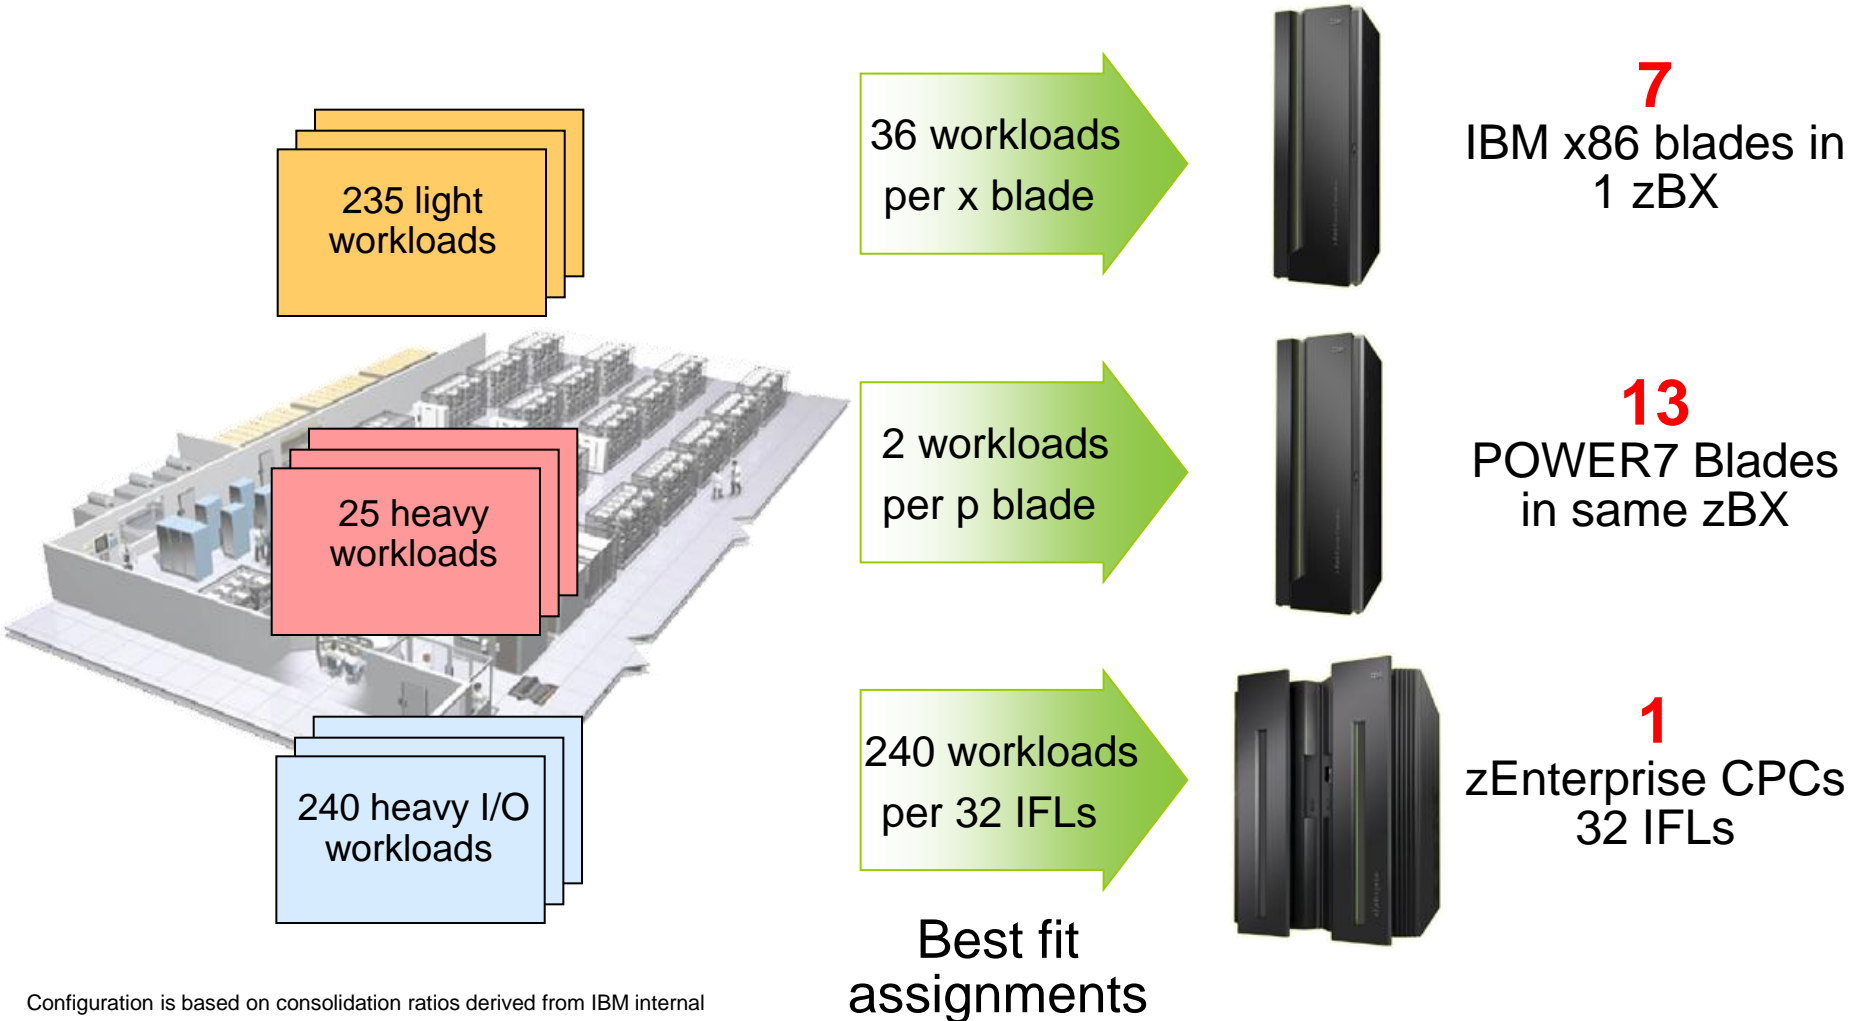 235 light
workloads
36 workloads
per x blade
7
IBM x86 blades in
1 zBX
25 heavy
workloads
2 workloads
per p blade
13
POWER7 Blades
in same zBX
240 heavy I/O
workloads
240 workloads
per 32 IFLs
1
zEnterprise CPCs
32 IFLs
Best fit
assignments
Configuration is based on consolidation ratios derived from IBM internal